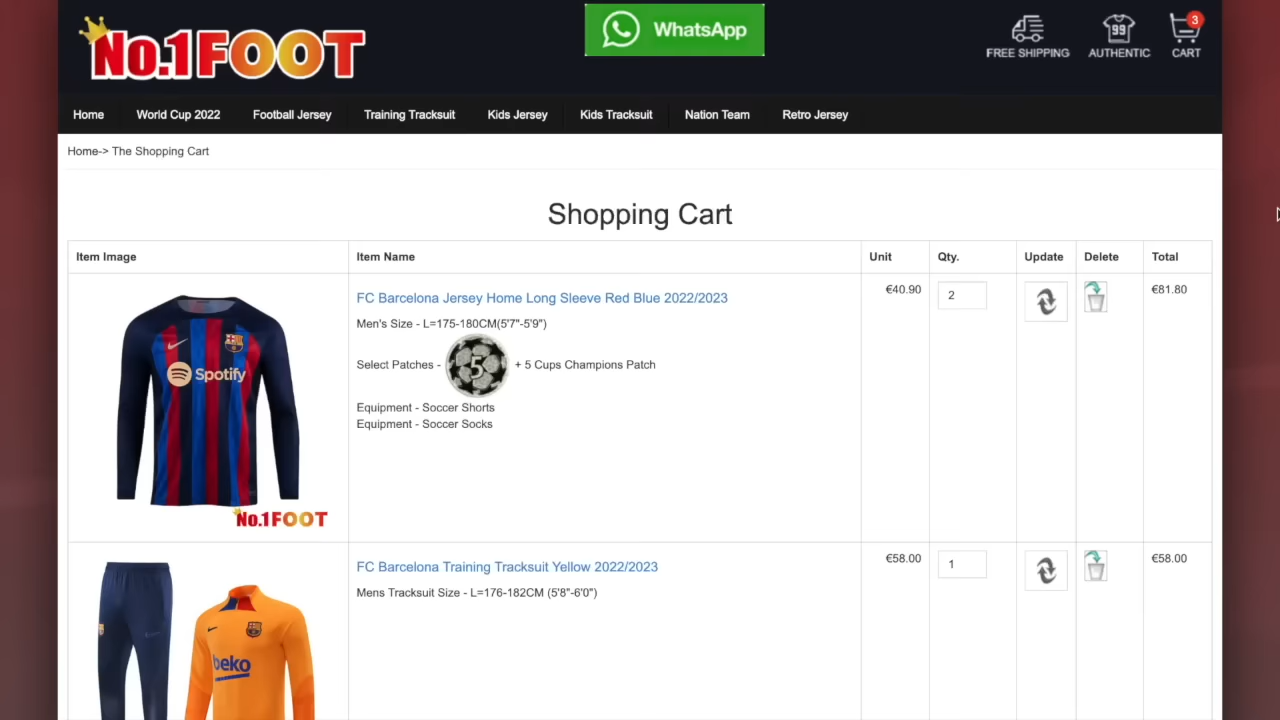 No.1FOOT
WhatsApp
99
3
FREE SHIPPING
AUTHENTIC
CART
Home
World Cup 2022
Football Jersey
Training Tracksuit
Kids Jersey
Kids Tracksuit
Nation Team
Retro Jersey
Home-> The Shopping Cart
Shopping Cart
Item Image
Item Name
Unit
Qty.
Update
Delete
Total
Spotify
No.1FOOT
FC Barcelona Jersey Home Long Sleeve Red Blue 2022/2023
Men's Size - L=175-180CM(5'7"-5'9")
Select Patches - 5 + 5 Cups Champions Patch
Equipment - Soccer Shorts
Equipment - Soccer Socks
€40.90
2
€81.80
beko
FC Barcelona Training Tracksuit Yellow 2022/2023
Mens Tracksuit Size - L=176-182CM (5'8"-6'0")
€58.00
1
€58.00